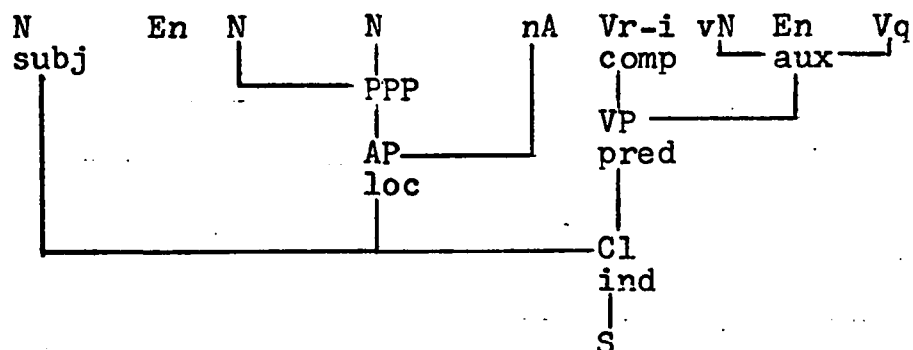 N En N N nA Vr-i vN En Vq
subj comp aux
PPP
VP
AP pred
loc
Cl
ind
S